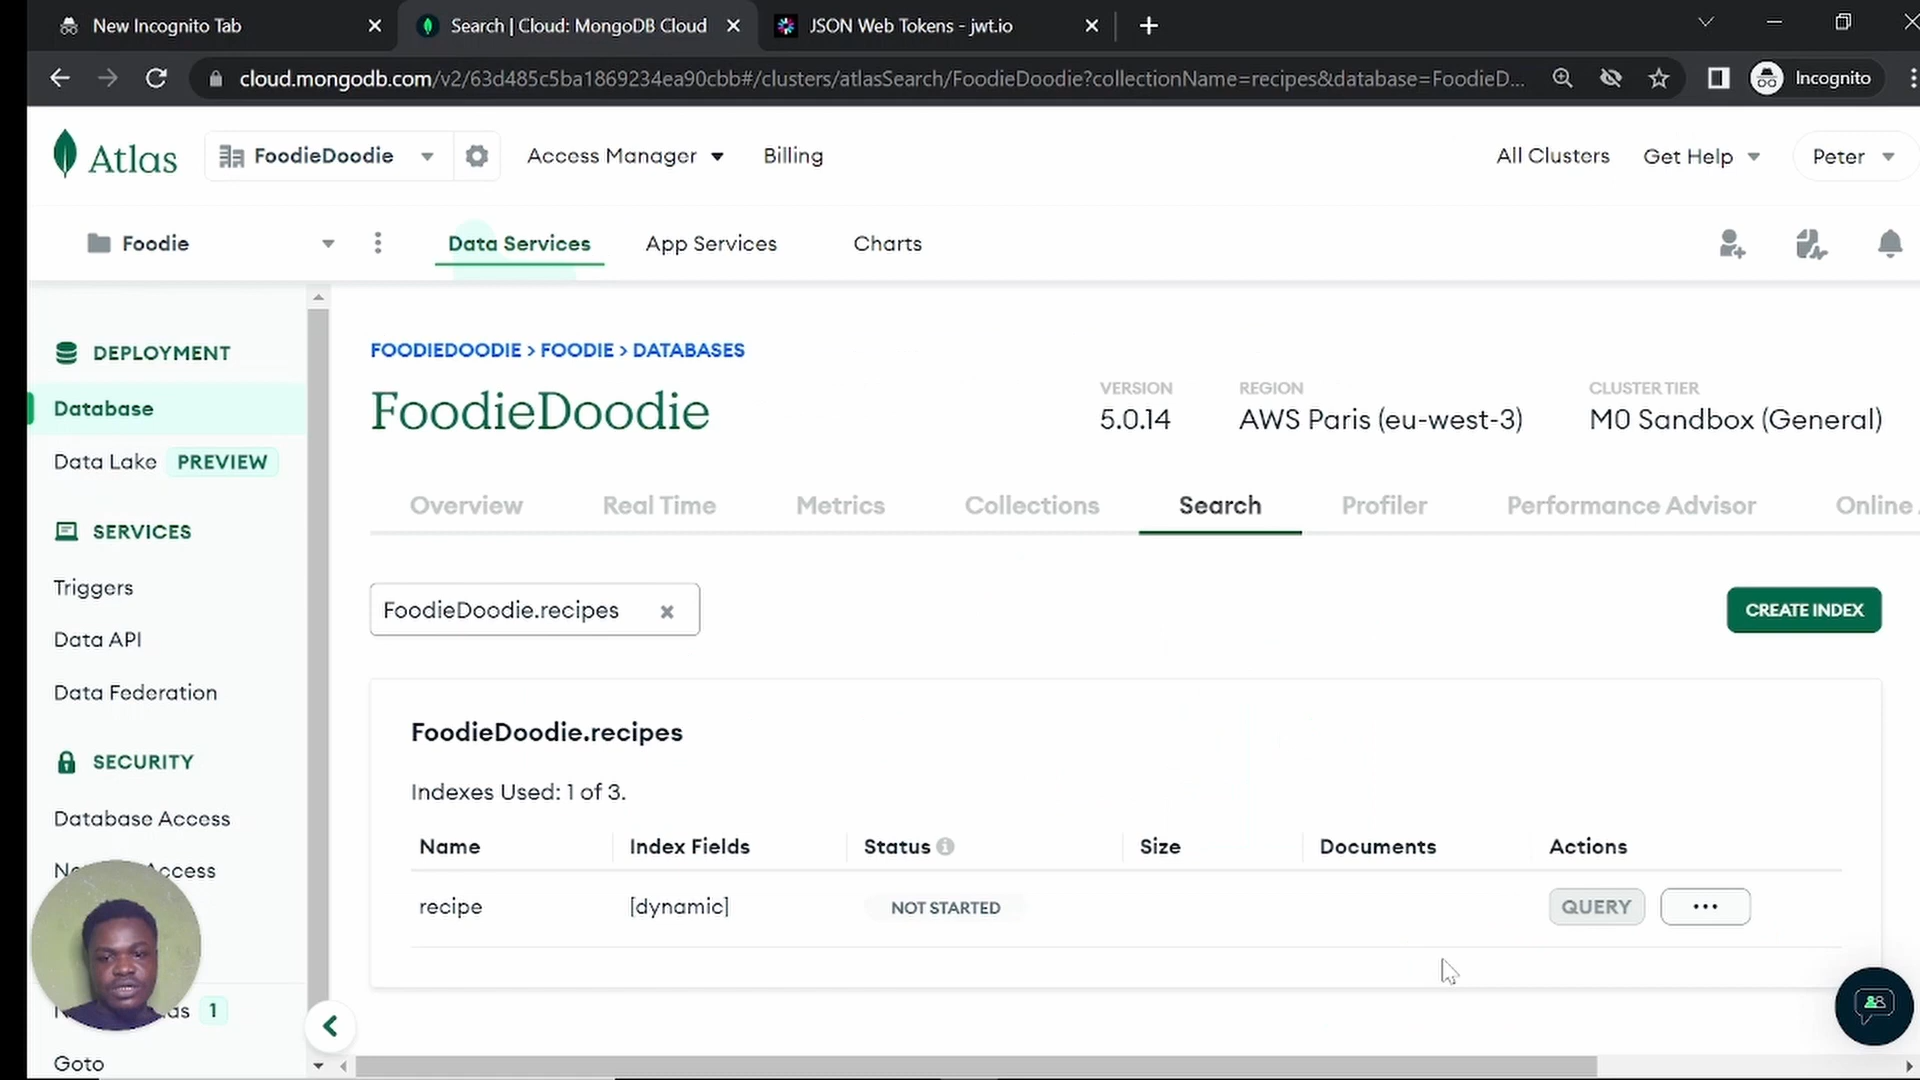 New Incognito Tab
Search | Cloud: MongoDB Cloud
JSON Web Tokens - jwt.io
cloud.mongodb.com/v2/63d485c5ba1869234ea90cbb#/clusters/atlasSearch/FoodieDoodie?collectionName=recipes&database=FoodieD...
Incognito
Atlas
FoodieDoodie
Access Manager
Billing
All Clusters
Get Help
Peter
Foodie
Data Services
App Services
Charts
DEPLOYMENT
Database
Data Lake PREVIEW
SERVICES
Triggers
Data API
Data Federation
SECURITY
Database Access
1
Goto
FOODIEDOODIE > FOODIE > DATABASES
FoodieDoodie
VERSION
5.0.14
REGION
AWS Paris (eu-west-3)
CLUSTER TIER
M0 Sandbox (General)
Overview
Real Time
Metrics
Collections
Search
Profiler
Performance Advisor
Online
FoodieDoodie.recipes
CREATE INDEX
FoodieDoodie.recipes
Indexes Used: 1 of 3.
Name Index Fields Status Size Documents Actions
recipe [dynamic] NOT STARTED QUERY ...